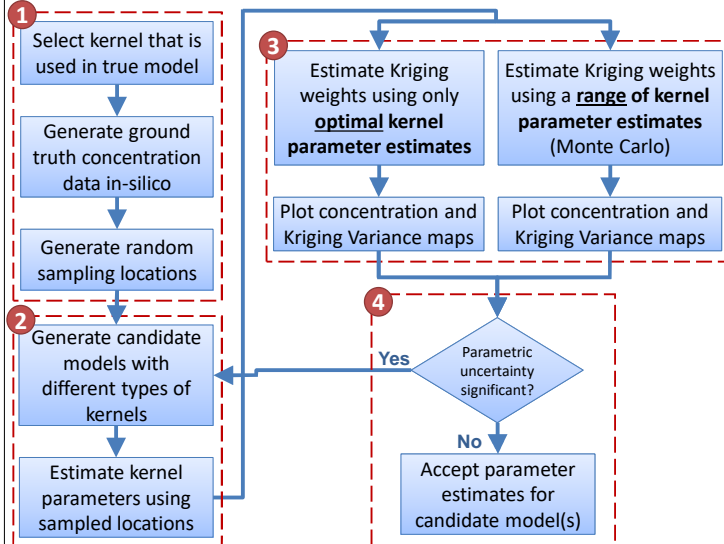 1
Select kernel that is
used in true model
Generate ground
truth concentration
data in-silico
Generate random
sampling locations
2
Generate candidate
models with
different types of
kernels
Estimate kernel
parameters using
sampled locations
3
Estimate Kriging
weights using only
optimal kernel
parameter estimates
Plot concentration and
Kriging Variance maps
Estimate Kriging weights
using a range of kernel
parameter estimates
(Monte Carlo)
Plot concentration and
Kriging Variance maps
4
Parametric
uncertainty
significant?
Yes
No
Accept parameter
estimates for
candidate model(s)